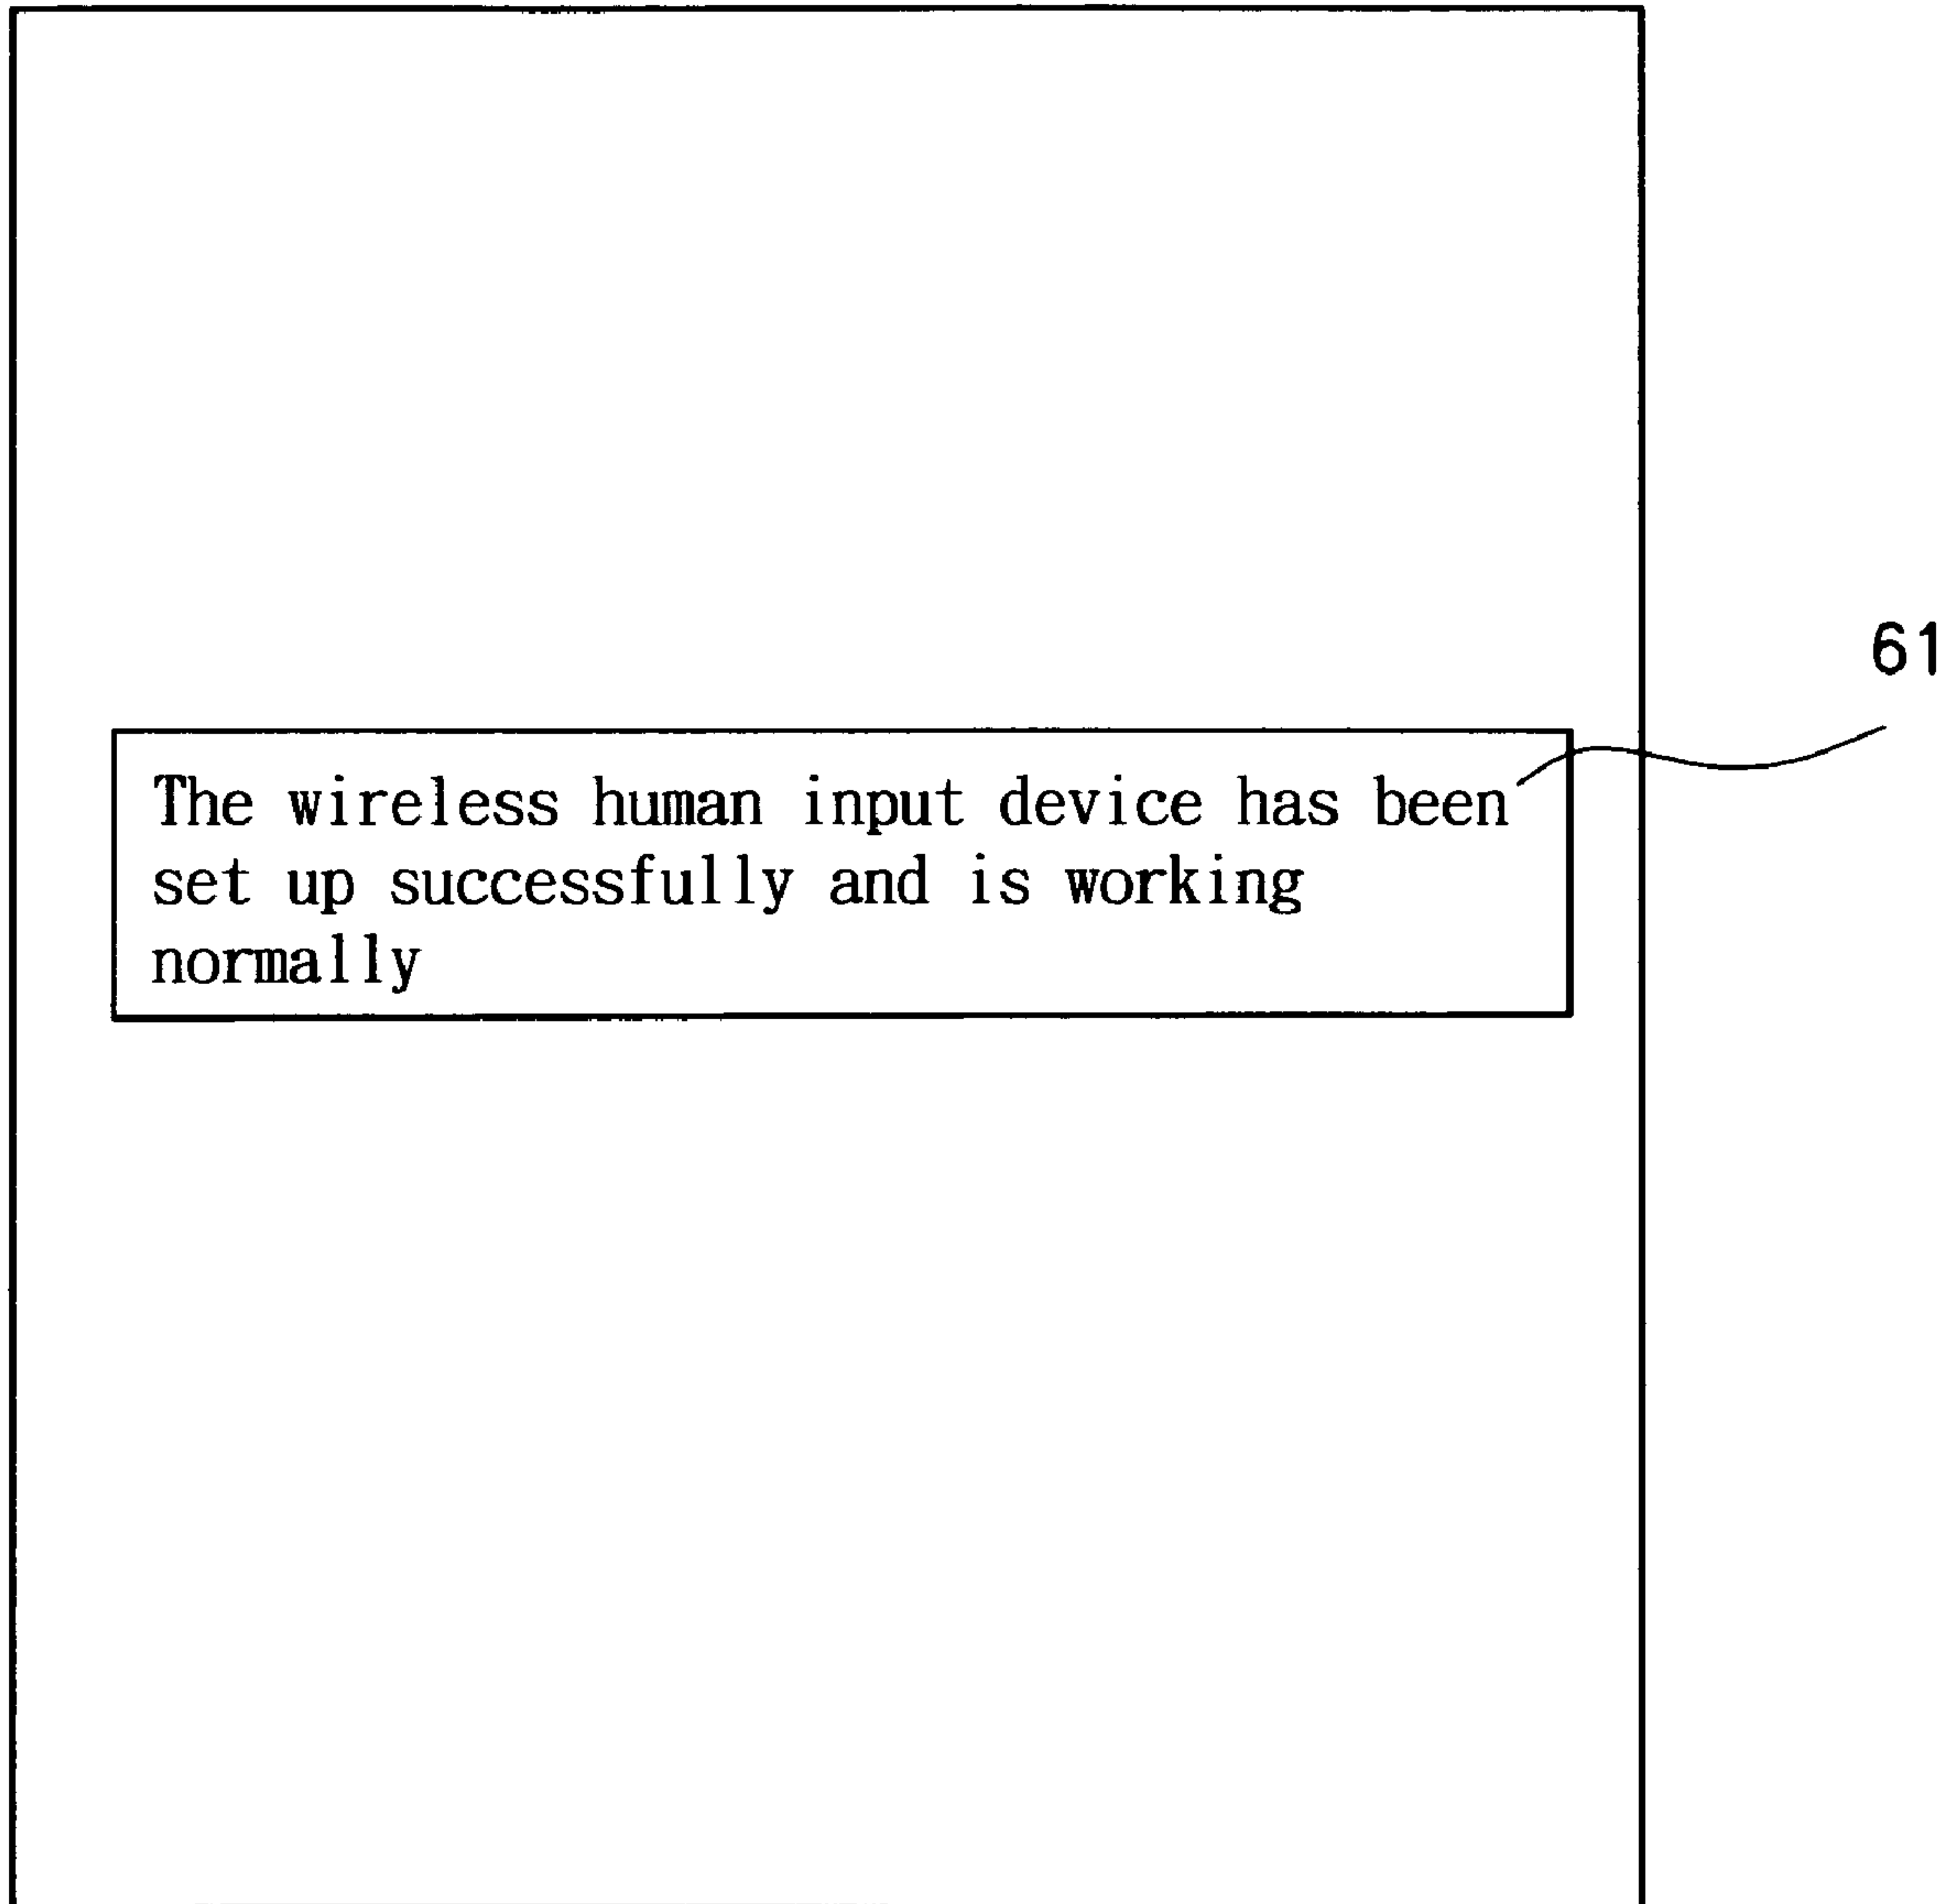 61
The wireless human input device has been
set up successfully and is working
normally